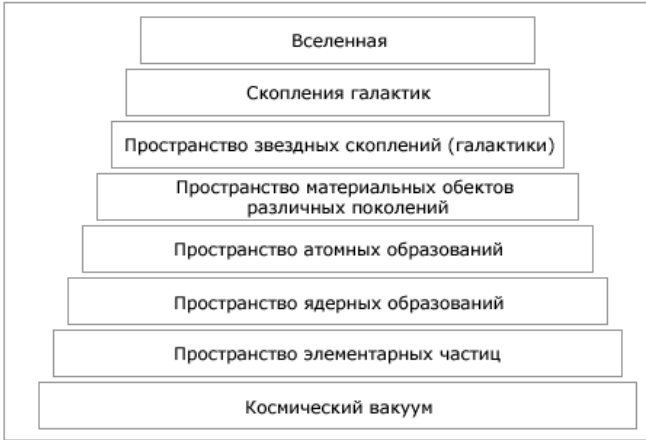 Вселенная
Скопления галактик
Пространство звездных скоплений (галактики)
Пространство материальных обектов
различных поколений
Пространство атомных образований
Пространство ядерных образований
Пространство элементарных частиц
Космический вакуум